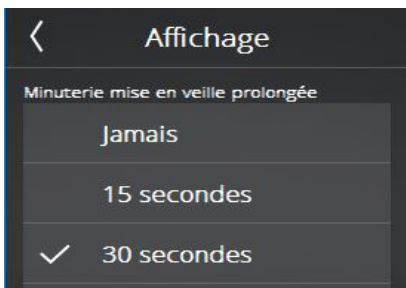 Affichage
Minuterie mise en veille prolongée
Jamais
15 secondes
30 secondes